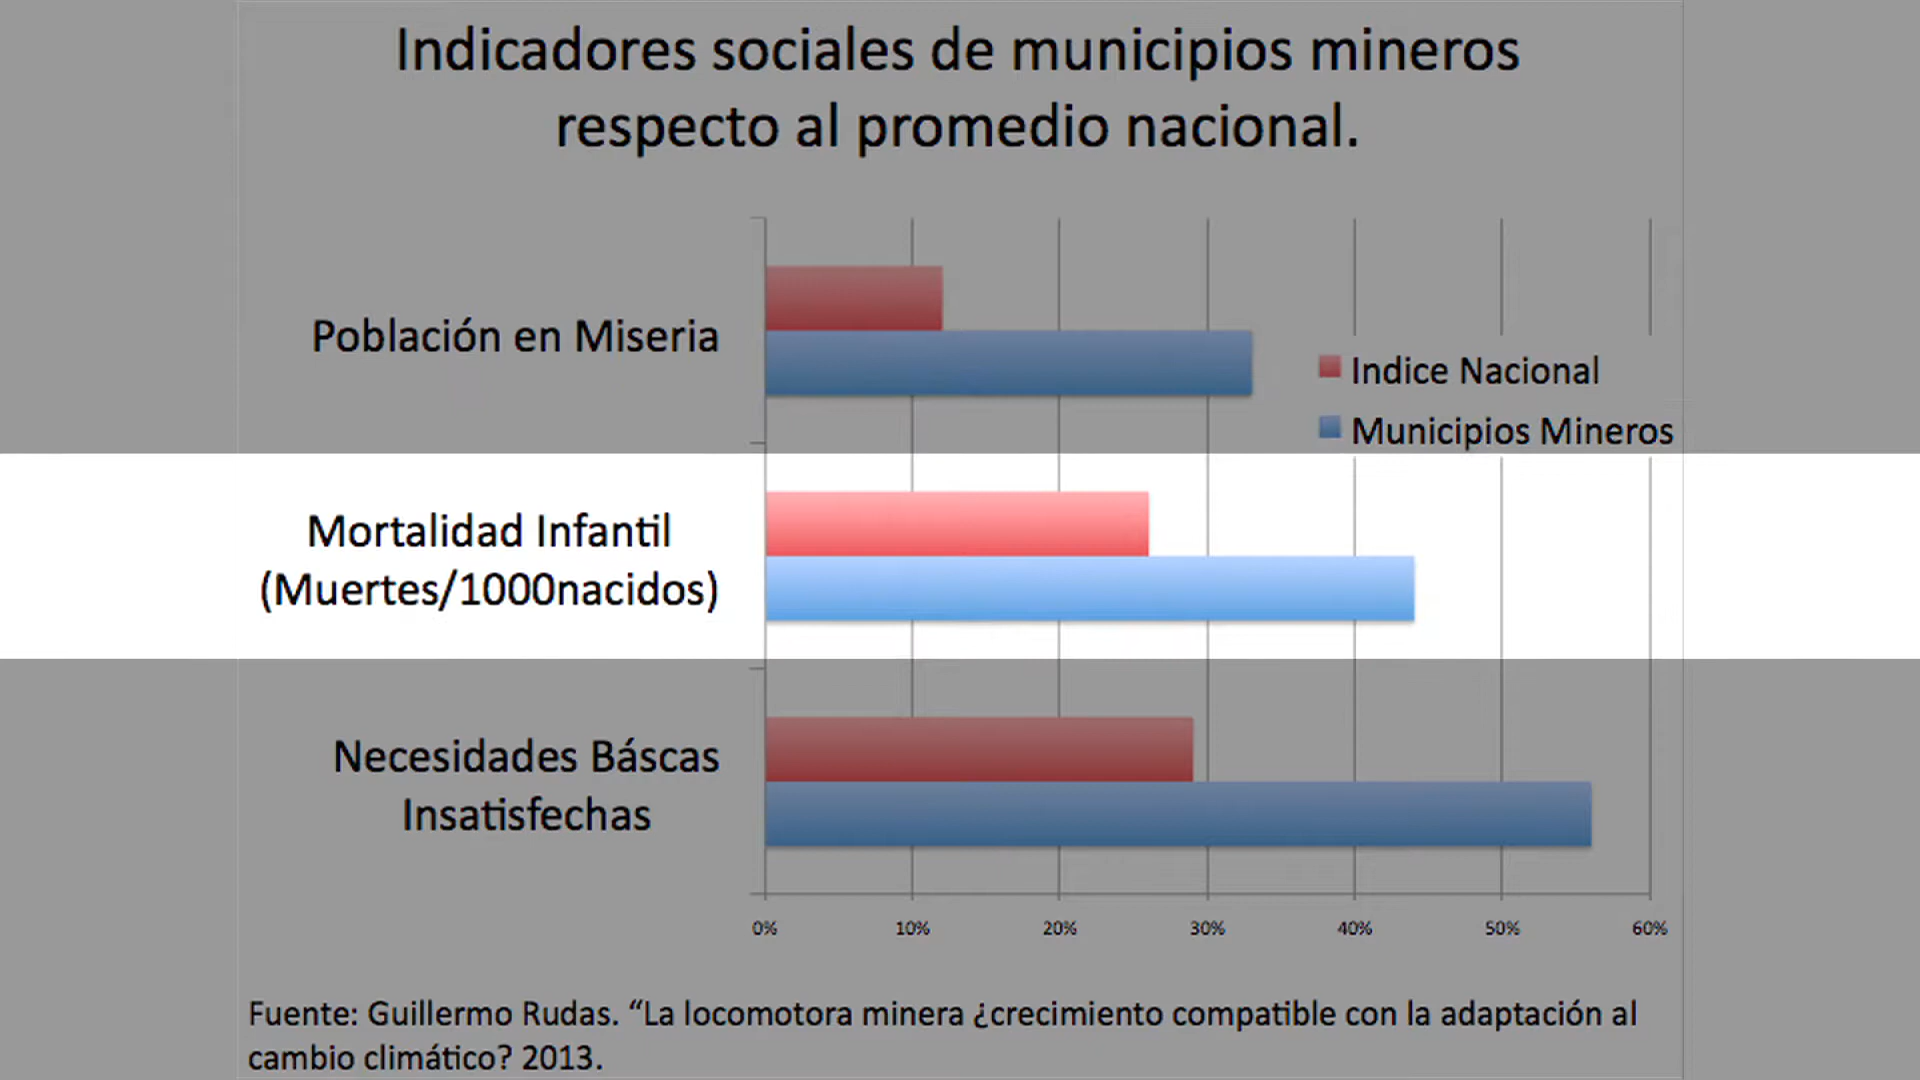 Indicadores sociales de municipios mineros
respecto al promedio nacional.
Población en Miseria
Indice Nacional
Municipios Mineros
Mortalidad Infantil
(Muertes/1000nacidos)
Necesidades Báscas
Insatisfechas
0% 10% 20% 30% 40% 50% 60%
Fuente: Guillermo Rudas. “La locomotora minera ¿crecimiento compatible con la adaptación al
cambio climático? 2013.